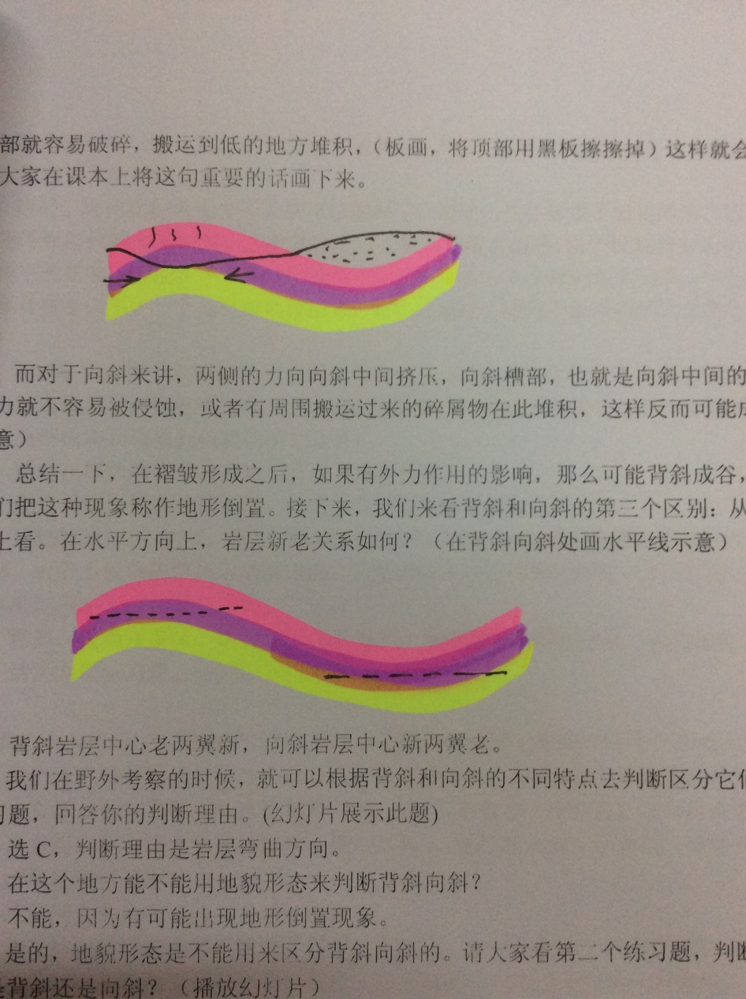 部就容易破碎，搬运到低的地方堆积，（板画，将顶部用黑板擦擦掉）这样就会
大家在课本上将这句重要的话画下来。
而对于向斜来讲，两侧的力向向斜中间挤压，向斜槽部，也就是向斜中间的
力就不容易被侵蚀，或者有周围搬运过来的碎屑物在此堆积，这样反而可能
意）
总结一下，在褶皱形成之后，如果有外力作用的影响，那么可能背斜成谷，
们把这种现象称作地形倒置。接下来，我们来看背斜和向斜的第三个区别：从
上看。在水平方向上，岩层新老关系如何？（在背斜向斜处画水平线示意）
背斜岩层中心老两翼新，向斜岩层中心新两翼老。
我们在野外考察的时候，就可以根据背斜和向斜的不同特点去判断区分它
题，回答你的判断理由。(幻灯片展示此题)
选 C，判断理由是岩层弯曲方向。
在这个地方能不能用地貌形态来判断背斜向斜？
不能，因为有可能出现地形倒置现象。
是的，地貌形态是不能用来区分背斜向斜的。请大家看第二个练习题，判断
是背斜还是向斜？（播放幻灯片）